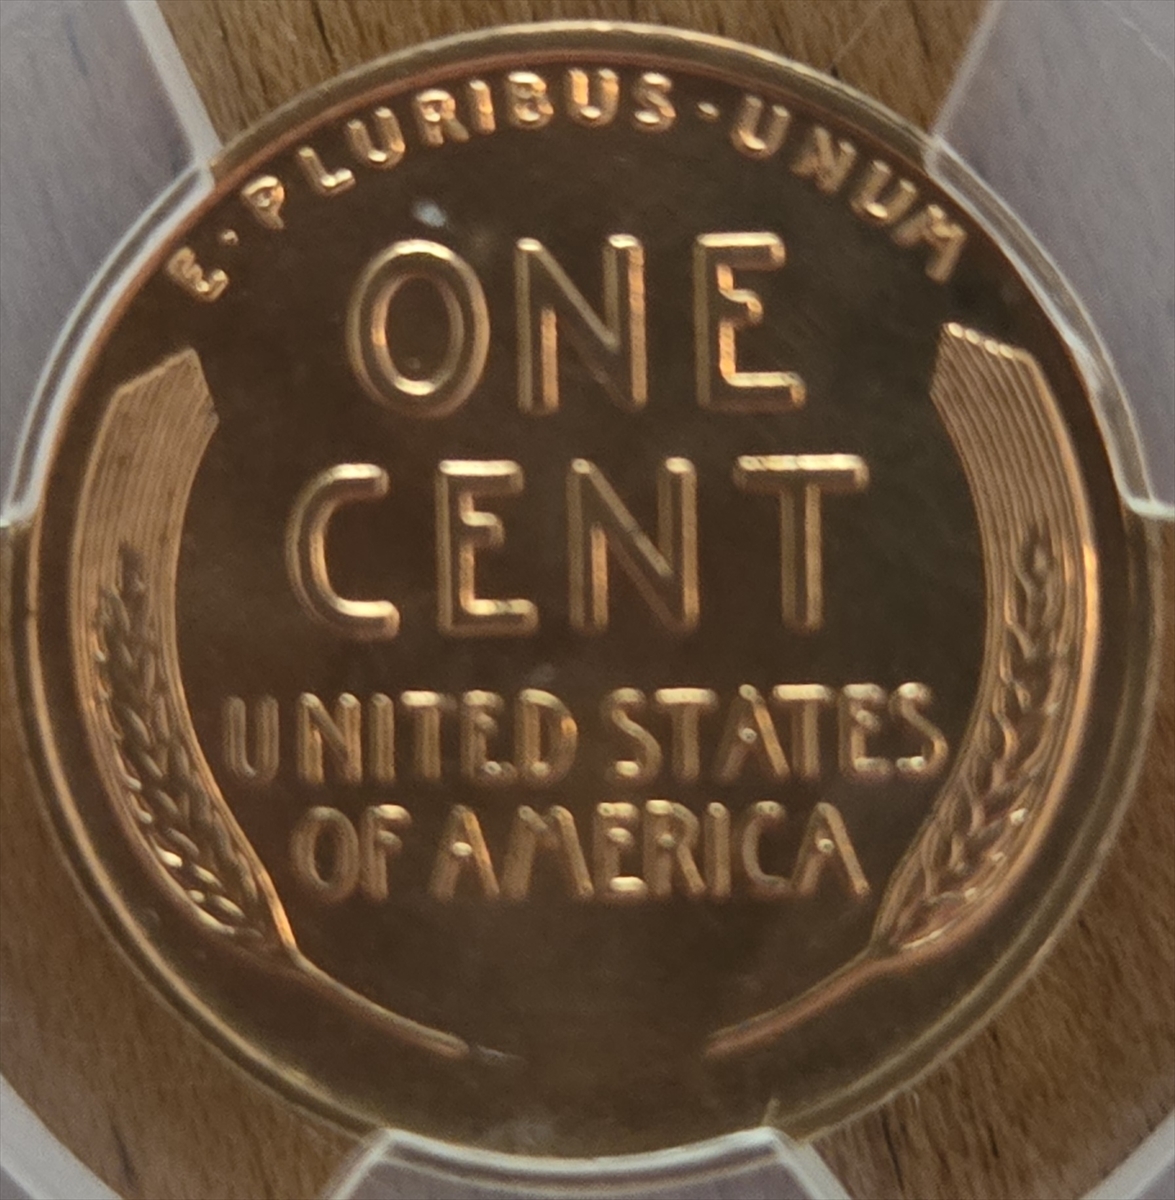 E·PLURIBUS·UNUM
ONE
CENT
UNITED STATES
OF AMERICA